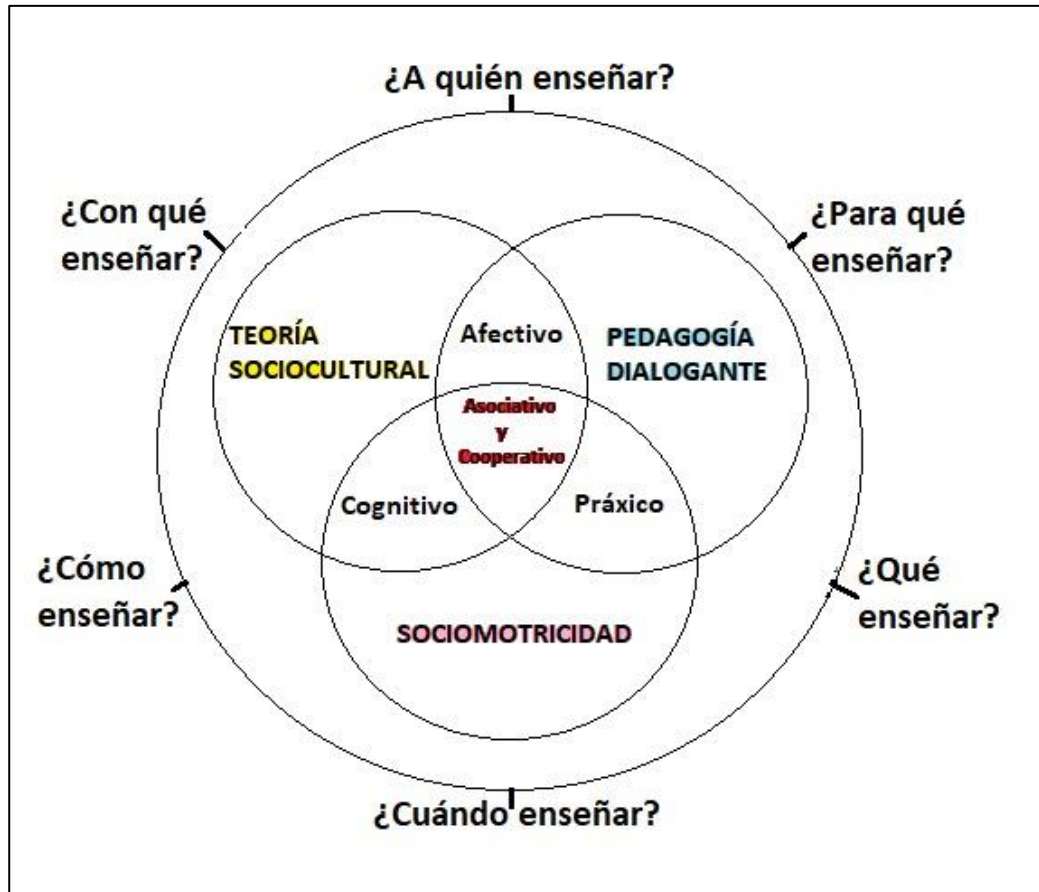 ¿A quién enseñar?
¿Con qué
enseñar?
¿Para qué
enseñar?
TEORÍA
SOCIOCULTURAL
Afectivo
PEDAGOGÍA
DIALOGANTE
Asociativo
y
Cooperativo
Cognitivo
Práxico
¿Cómo
enseñar?
¿Qué
enseñar?
SOCIOMOTRICIDAD
¿Cuándo enseñar?